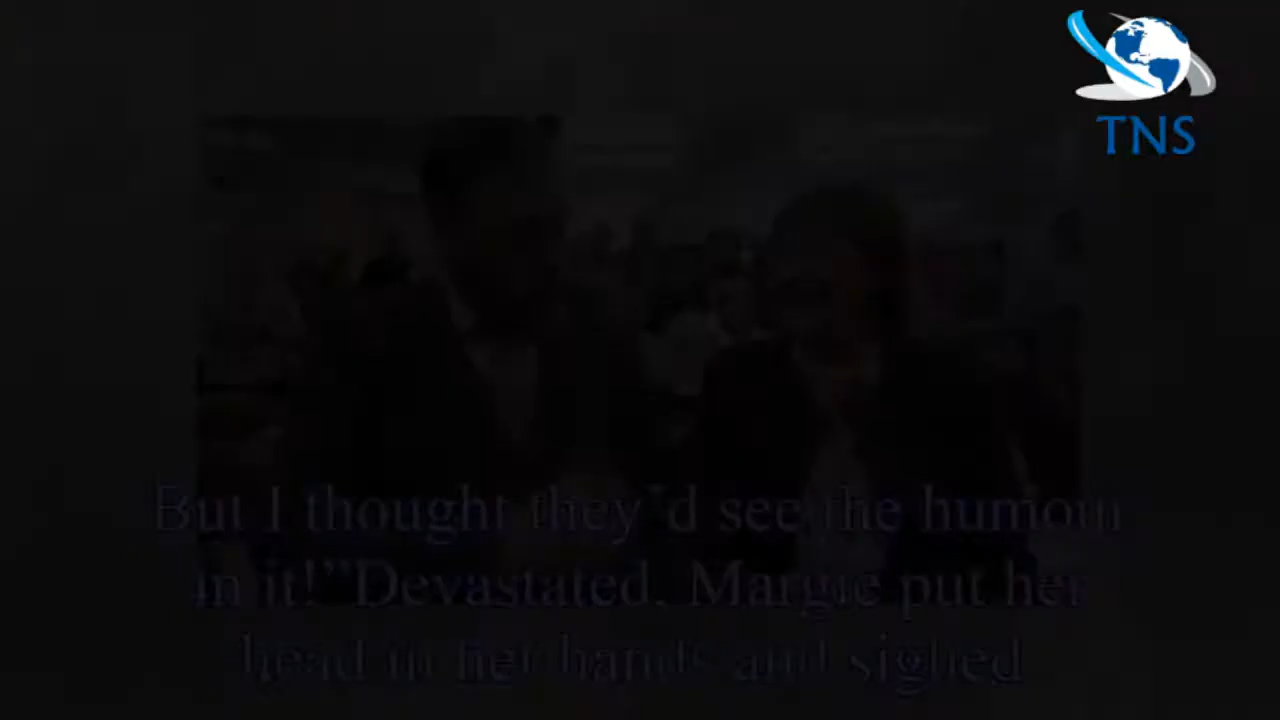 TNS
But I thought they’d see the humour
in it!”Devastated, Margie put her
head in her hands and sighed